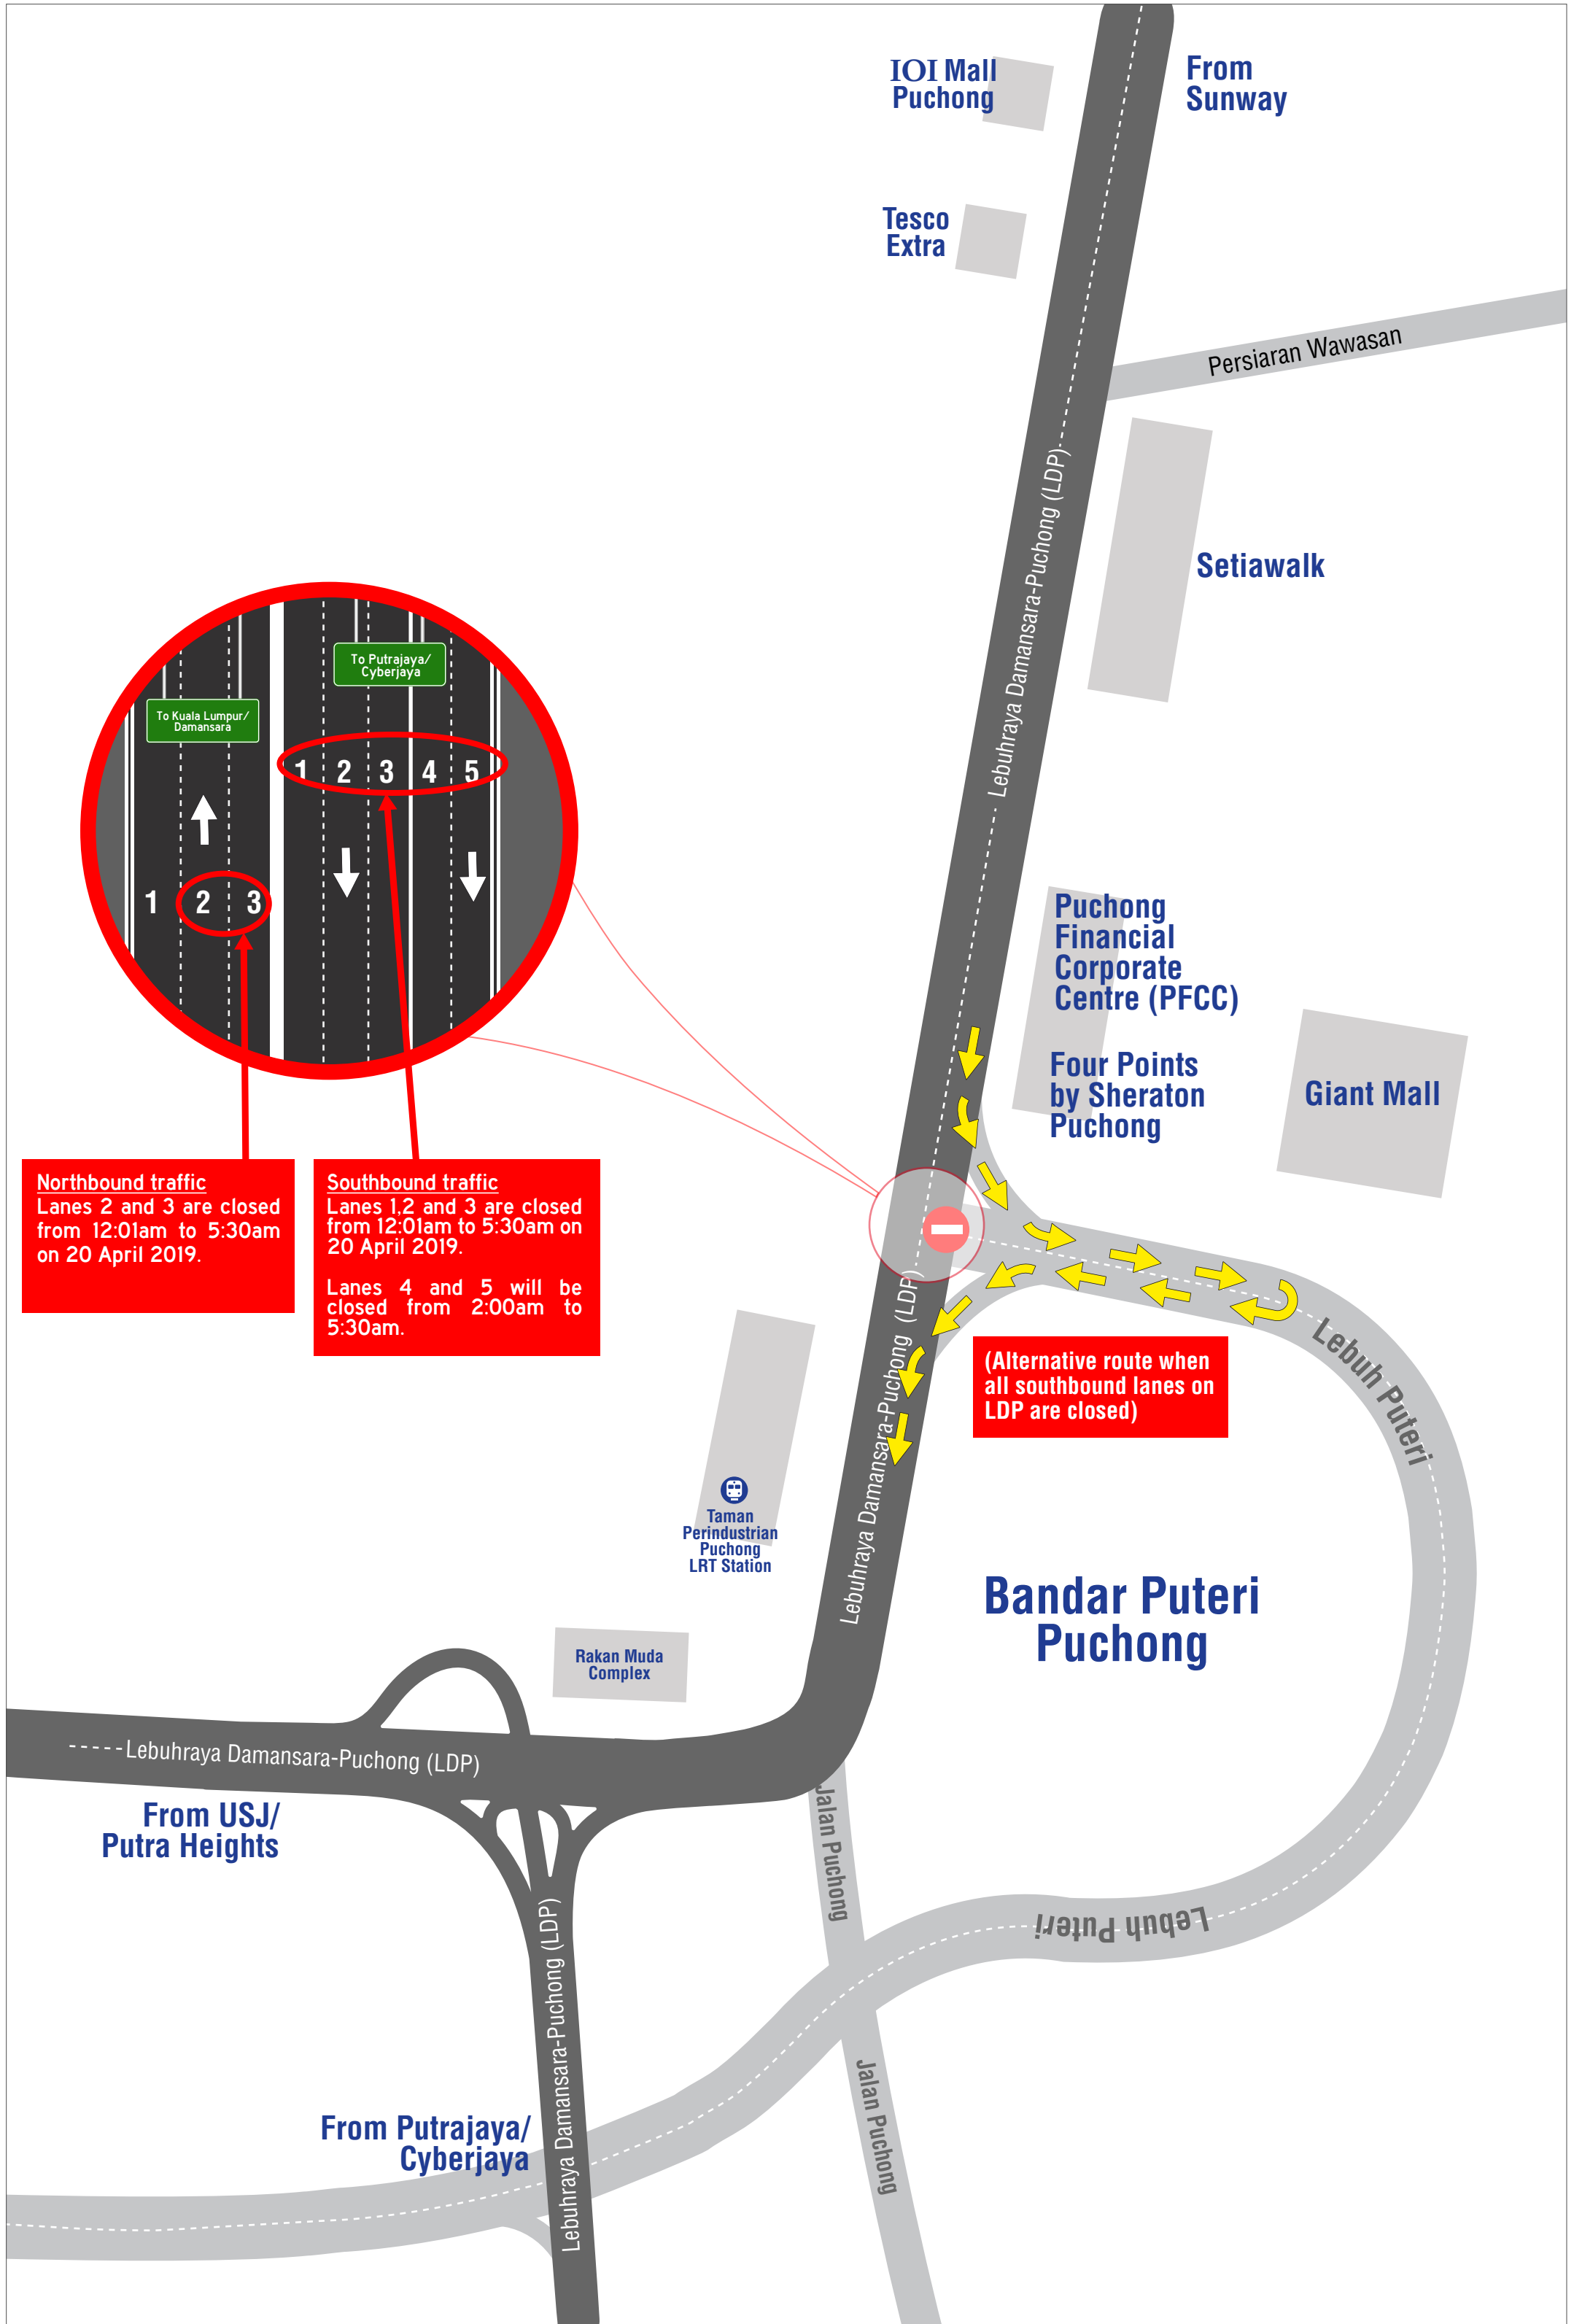 IOI Mall
Puchong
From
Sunway
Tesco
Extra
Persiaran Wawasan
Lebuhraya Damansara-Puchong (LDP)
Setiawalk
To Putrajaya/
Cyberjaya
To Kuala Lumpur/
Damansara
1 2 3 4 5
1 2 3
Puchong
Financial
Corporate
Centre (PFCC)
Four Points
by Sheraton
Puchong
Giant Mall
Northbound traffic
Lanes 2 and 3 are closed
from 12:01am to 5:30am
on 20 April 2019.
Southbound traffic
Lanes 1,2 and 3 are closed
from 12:01am to 5:30am on
20 April 2019.
Lanes 4 and 5 will be
closed from 2:00am to
5:30am.
(Alternative route when
all southbound lanes on
LDP are closed)
Lebuh Puteri
Lebuhraya Damansara-Puchong (LDP)
Taman
Perindustrian
Puchong
LRT Station
Bandar Puteri
Puchong
Rakan Muda
Complex
Lebuhraya Damansara-Puchong (LDP)
From USJ/
Putra Heights
Jalan Puchong
Lebuh Puteri
Lebuhraya Damansara-Puchong (LDP)
Jalan Puchong
From Putrajaya/
Cyberjaya